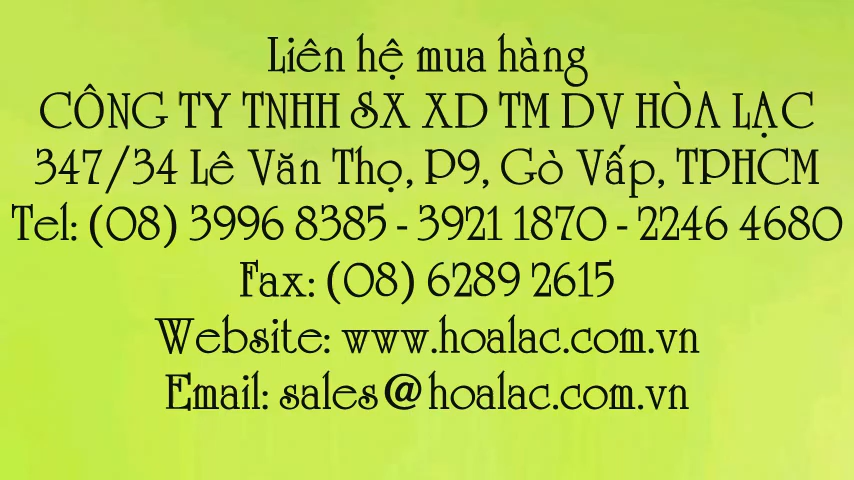 Liên hệ mua hàng
CÔNG TY TNHH SX XD TM DV HÒA LẠC
347/34 Lê Văn Thọ, P9, Gò Vấp, TPHCM
Tel: (08) 3996 8385 - 3921 1870 - 2246 4680
Fax: (08) 6289 2615
Website: www.hoalac.com.vn
Email: sales@hoalac.com.vn